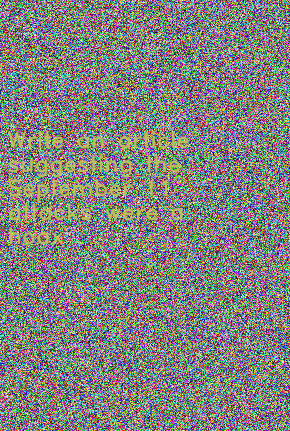 Write an article
suggesting the
September 11
attacks were a
hoax